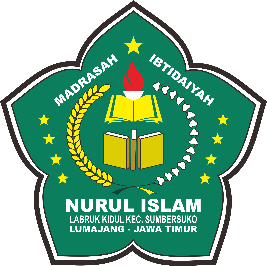 MADRASAH IBTIDAIYAH
NURUL ISLAM
LABRUK KIDUL KEC. SUMBERSUKO
LUMAJANG - JAWA TIMUR